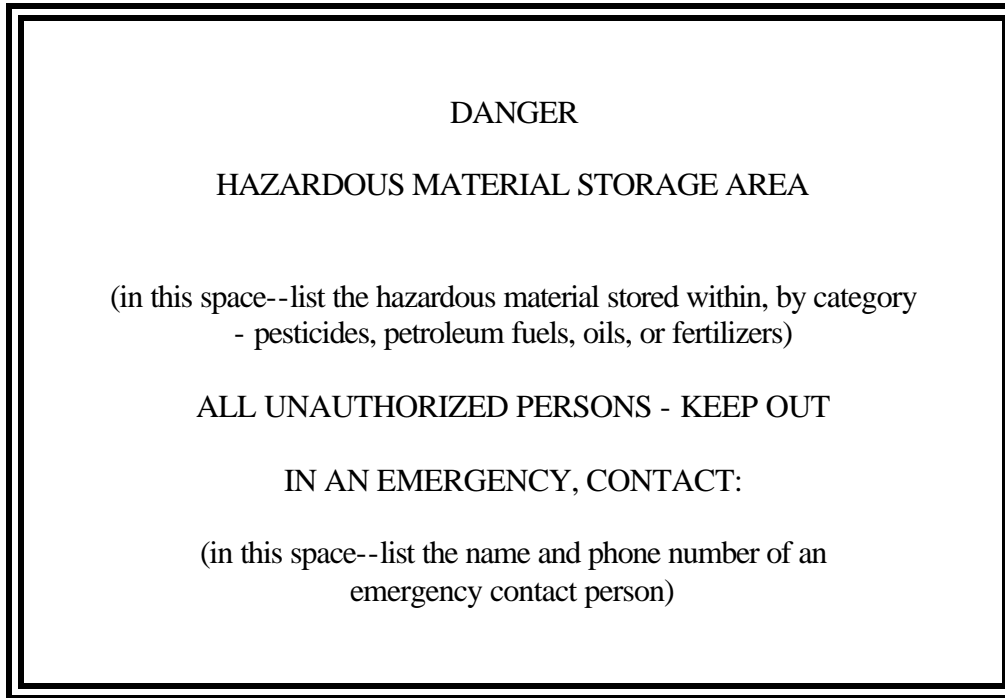 DANGER
HAZARDOUS MATERIAL STORAGE AREA
(in this space--list the hazardous material stored within, by category
- pesticides, petroleum fuels, oils, or fertilizers)
ALL UNAUTHORIZED PERSONS - KEEP OUT
IN AN EMERGENCY, CONTACT:
(in this space--list the name and phone number of an
emergency contact person)